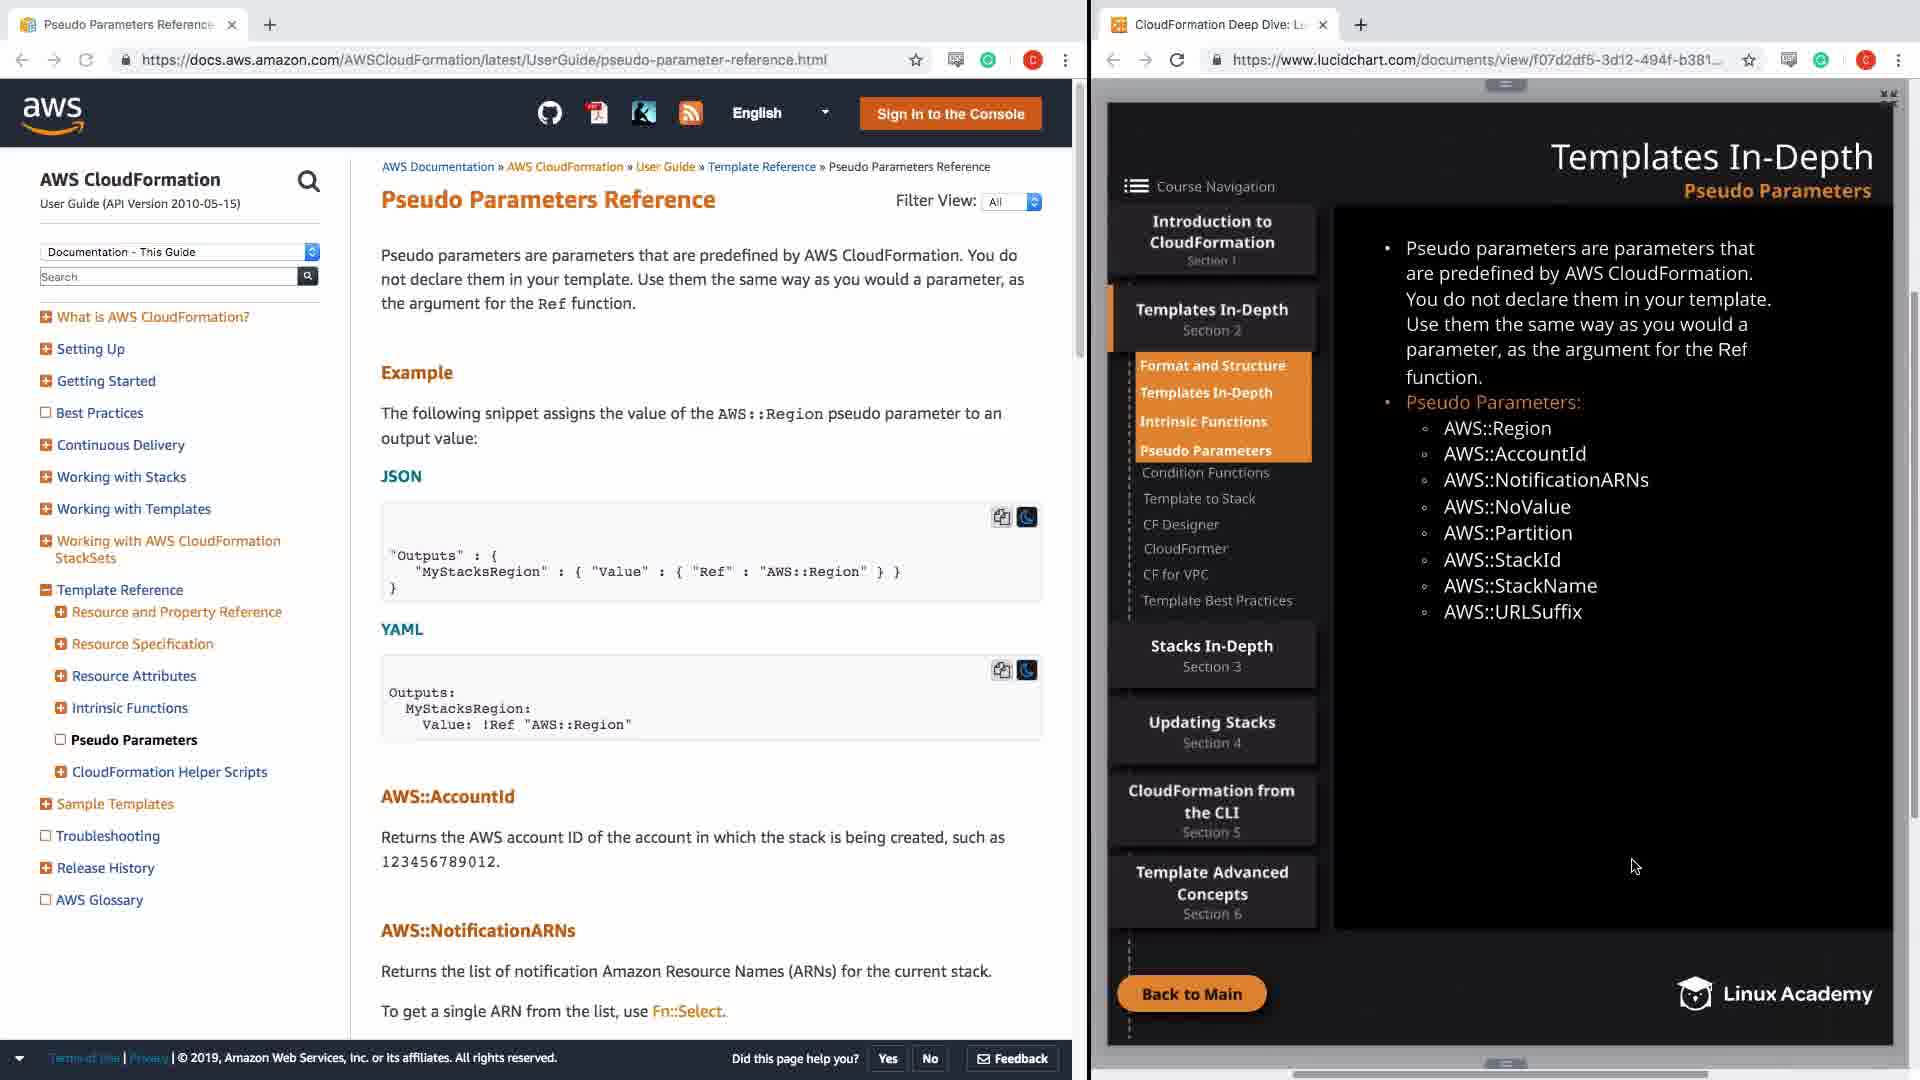 Pseudo Parameters Reference
https://docs.aws.amazon.com/AWSCloudFormation/latest/UserGuide/pseudo-parameter-reference.html
C
aws
English
Sign In to the Console
AWS CloudFormation
User Guide (API Version 2010-05-15)
Documentation - This Guide
Search
What is AWS CloudFormation?
Setting Up
Getting Started
Best Practices
Continuous Delivery
Working with Stacks
Working with Templates
Working with AWS CloudFormation
StackSets
Template Reference
Resource and Property Reference
Resource Specification
Resource Attributes
Intrinsic Functions
Pseudo Parameters
CloudFormation Helper Scripts
Sample Templates
Troubleshooting
Release History
AWS Glossary
AWS Documentation » AWS CloudFormation » User Guide » Template Reference » Pseudo Parameters Reference
Pseudo Parameters Reference
Filter View: All
Pseudo parameters are parameters that are predefined by AWS CloudFormation. You do
not declare them in your template. Use them the same way as you would a parameter, as
the argument for the Ref function.
Example
The following snippet assigns the value of the AWS::Region pseudo parameter to an
output value:
JSON
"Outputs" : {
"MyStacksRegion" : { "Value" : { "Ref" : "AWS::Region" } }
}
YAML
Outputs:
MyStacksRegion:
Value: !Ref "AWS::Region"
AWS::AccountId
Returns the AWS account ID of the account in which the stack is being created, such as
123456789012.
AWS::NotificationARNs
Returns the list of notification Amazon Resource Names (ARNs) for the current stack.
To get a single ARN from the list, use Fn::Select.
Terms of Use | Privacy | © 2019, Amazon Web Services, Inc. or its affiliates. All rights reserved.
Did this page help you?
Yes
No
Feedback
CloudFormation Deep Dive: Le
https://www.lucidchart.com/documents/view/f07d2df5-3d12-494f-b381...
C
Templates In-Depth
Pseudo Parameters
Course Navigation
Introduction to
CloudFormation
Section 1
Templates In-Depth
Section 2
Format and Structure
Templates In-Depth
Intrinsic Functions
Pseudo Parameters
Condition Functions
Template to Stack
CF Designer
CloudFormer
CF for VPC
Template Best Practices
Stacks In-Depth
Section 3
Updating Stacks
Section 4
CloudFormation from
the CLI
Section 5
Template Advanced
Concepts
Section 6
Back to Main
• Pseudo parameters are parameters that
are predefined by AWS CloudFormation.
You do not declare them in your template.
Use them the same way as you would a
parameter, as the argument for the Ref
function.
• Pseudo Parameters:
◦ AWS::Region
◦ AWS::AccountId
◦ AWS::NotificationARNs
◦ AWS::NoValue
◦ AWS::Partition
◦ AWS::StackId
◦ AWS::StackName
◦ AWS::URLSuffix
Linux Academy